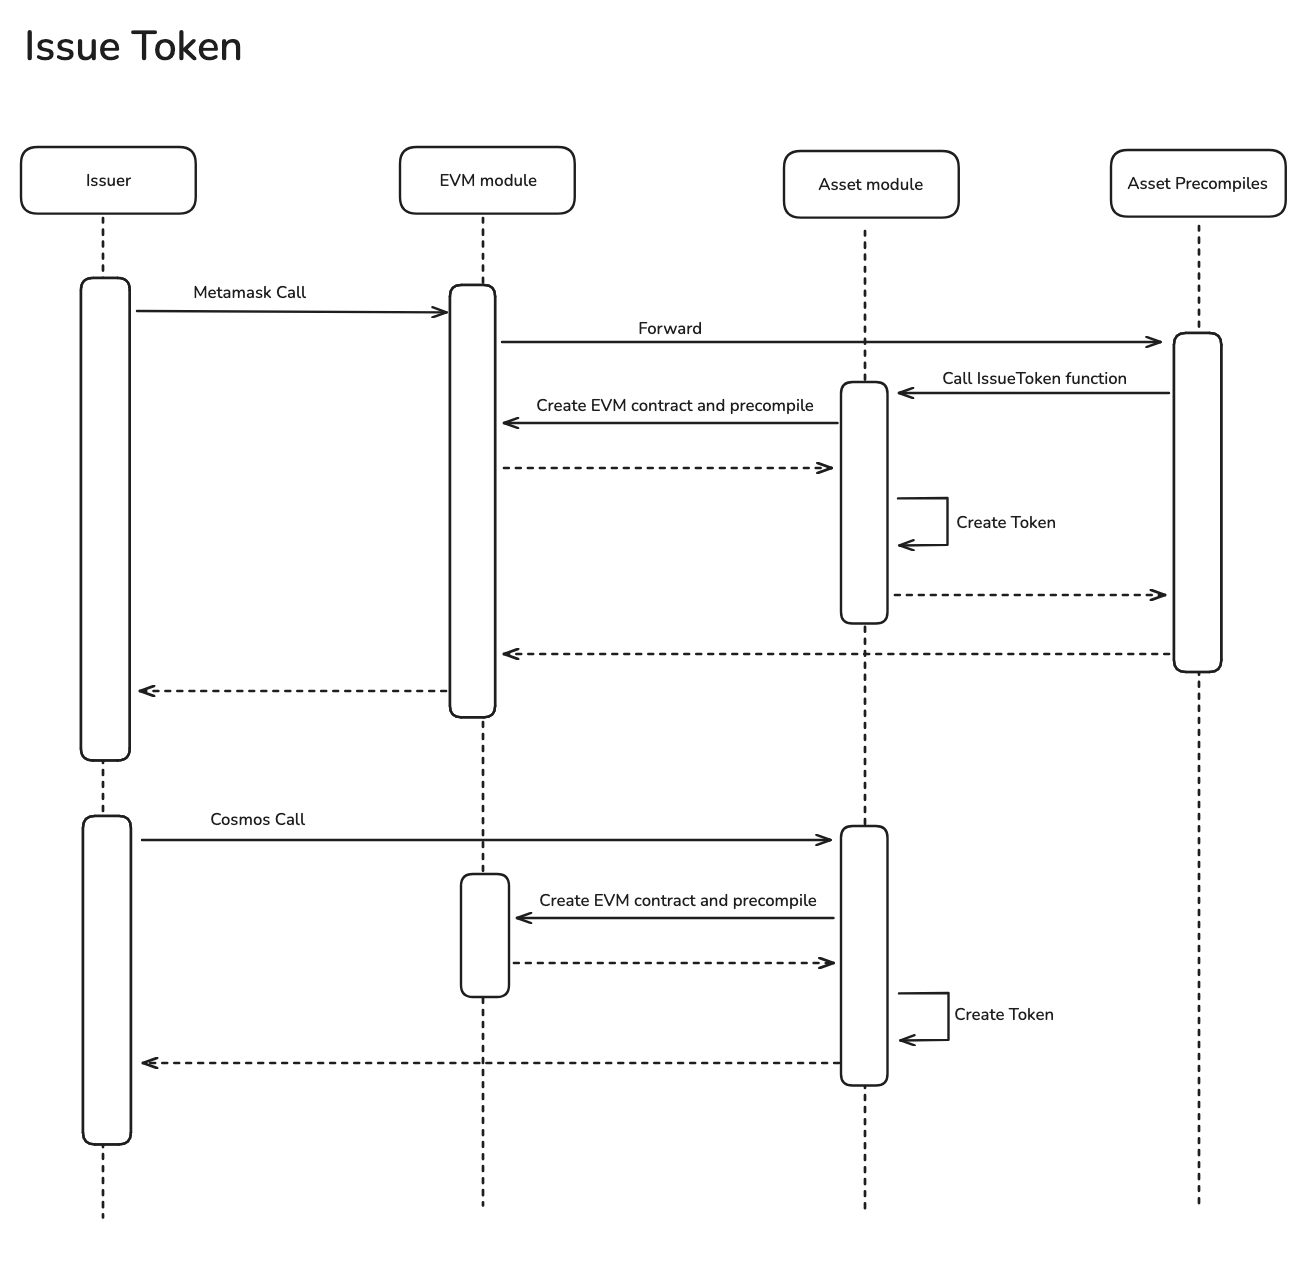 Issue Token
Issuer
EVM module
Asset module
Asset Precompiles
Metamask Call
Forward
Call IssueToken function
Create EVM contract and precompile
Create Token
Cosmos Call
Create EVM contract and precompile
Create Token